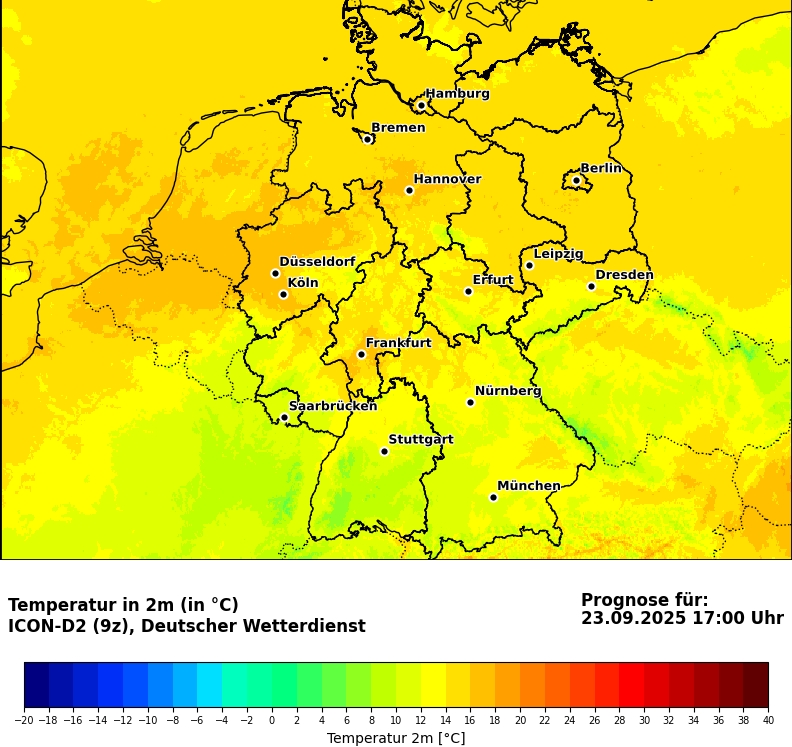 Hamburg
Bremen
Berlin
Hannover
Leipzig
Düsseldorf
Dresden
Köln
Erfurt
Frankfurt
Nürnberg
Saarbrücken
Stuttgart
München
Temperatur in 2m (in °C)
ICON-D2 (9z), Deutscher Wetterdienst
Prognose für:
23.09.2025 17:00 Uhr
−20 −18 −16 −14 −12 −10 −8 −6 −4 −2 0 2 4 6 8 10 12 14 16 18 20 22 24 26 28 30 32 34 36 38 40
Temperatur 2m [°C]